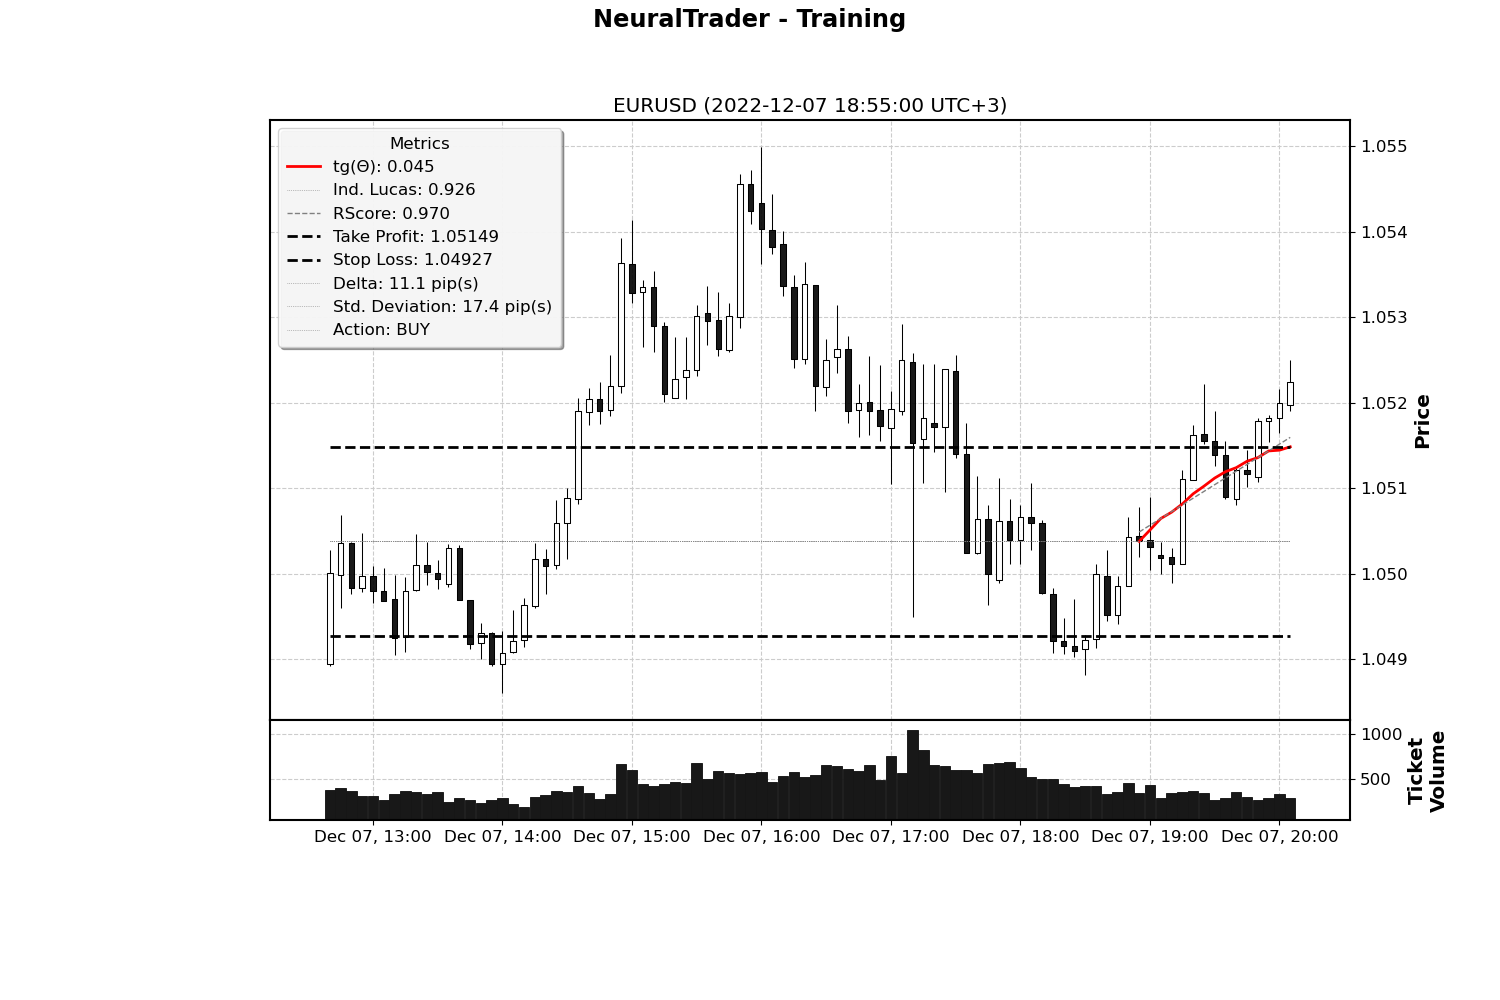 NeuralTrader - Training
EURUSD (2022-12-07 18:55:00 UTC+3)
Metrics
tg(Θ): 0.045
Ind. Lucas: 0.926
RScore: 0.970
Take Profit: 1.05149
Stop Loss: 1.04927
Delta: 11.1 pip(s)
Std. Deviation: 17.4 pip(s)
Action: BUY
1.055
1.054
1.053
1.052
1.051
1.050
1.049
Price
1000
500
Ticket
Volume
Dec 07, 13:00 Dec 07, 14:00 Dec 07, 15:00 Dec 07, 16:00 Dec 07, 17:00 Dec 07, 18:00 Dec 07, 19:00 Dec 07, 20:00